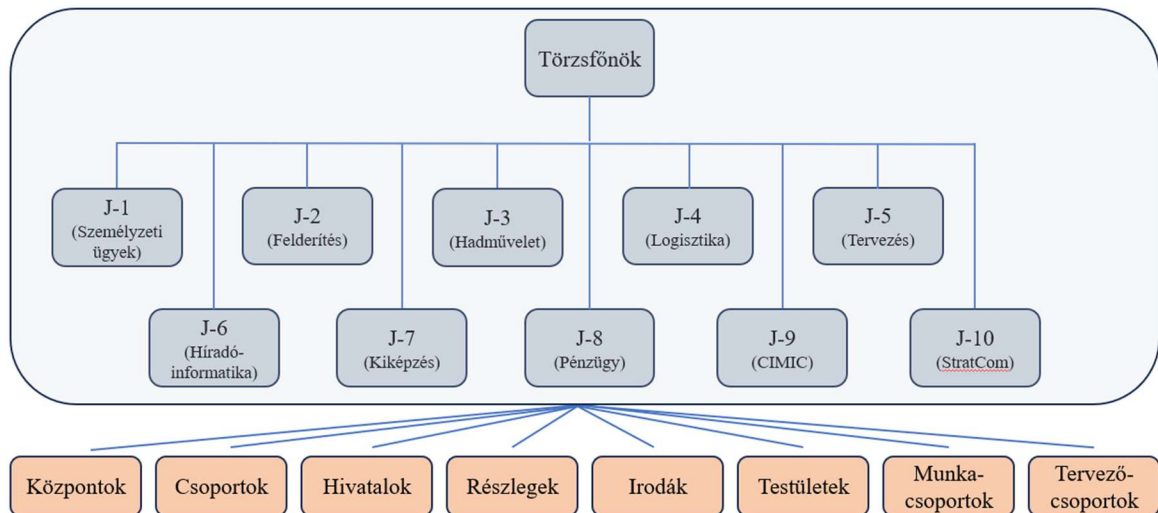 Törzsfőnök
J-1
(Személyzeti
ügyek)
J-2
(Felderítés)
J-3
(Hadművelet)
J-4
(Logisztika)
J-5
(Tervezés)
J-6
(Híradó-
informatika)
J-7
(Kiképzés)
J-8
(Pénzügy)
J-9
(CIMIC)
J-10
(StratCom)
Központok
Csoportok
Hivatalok
Részlegek
Irodák
Testületek
Munka-
csoportok
Tervező-
csoportok